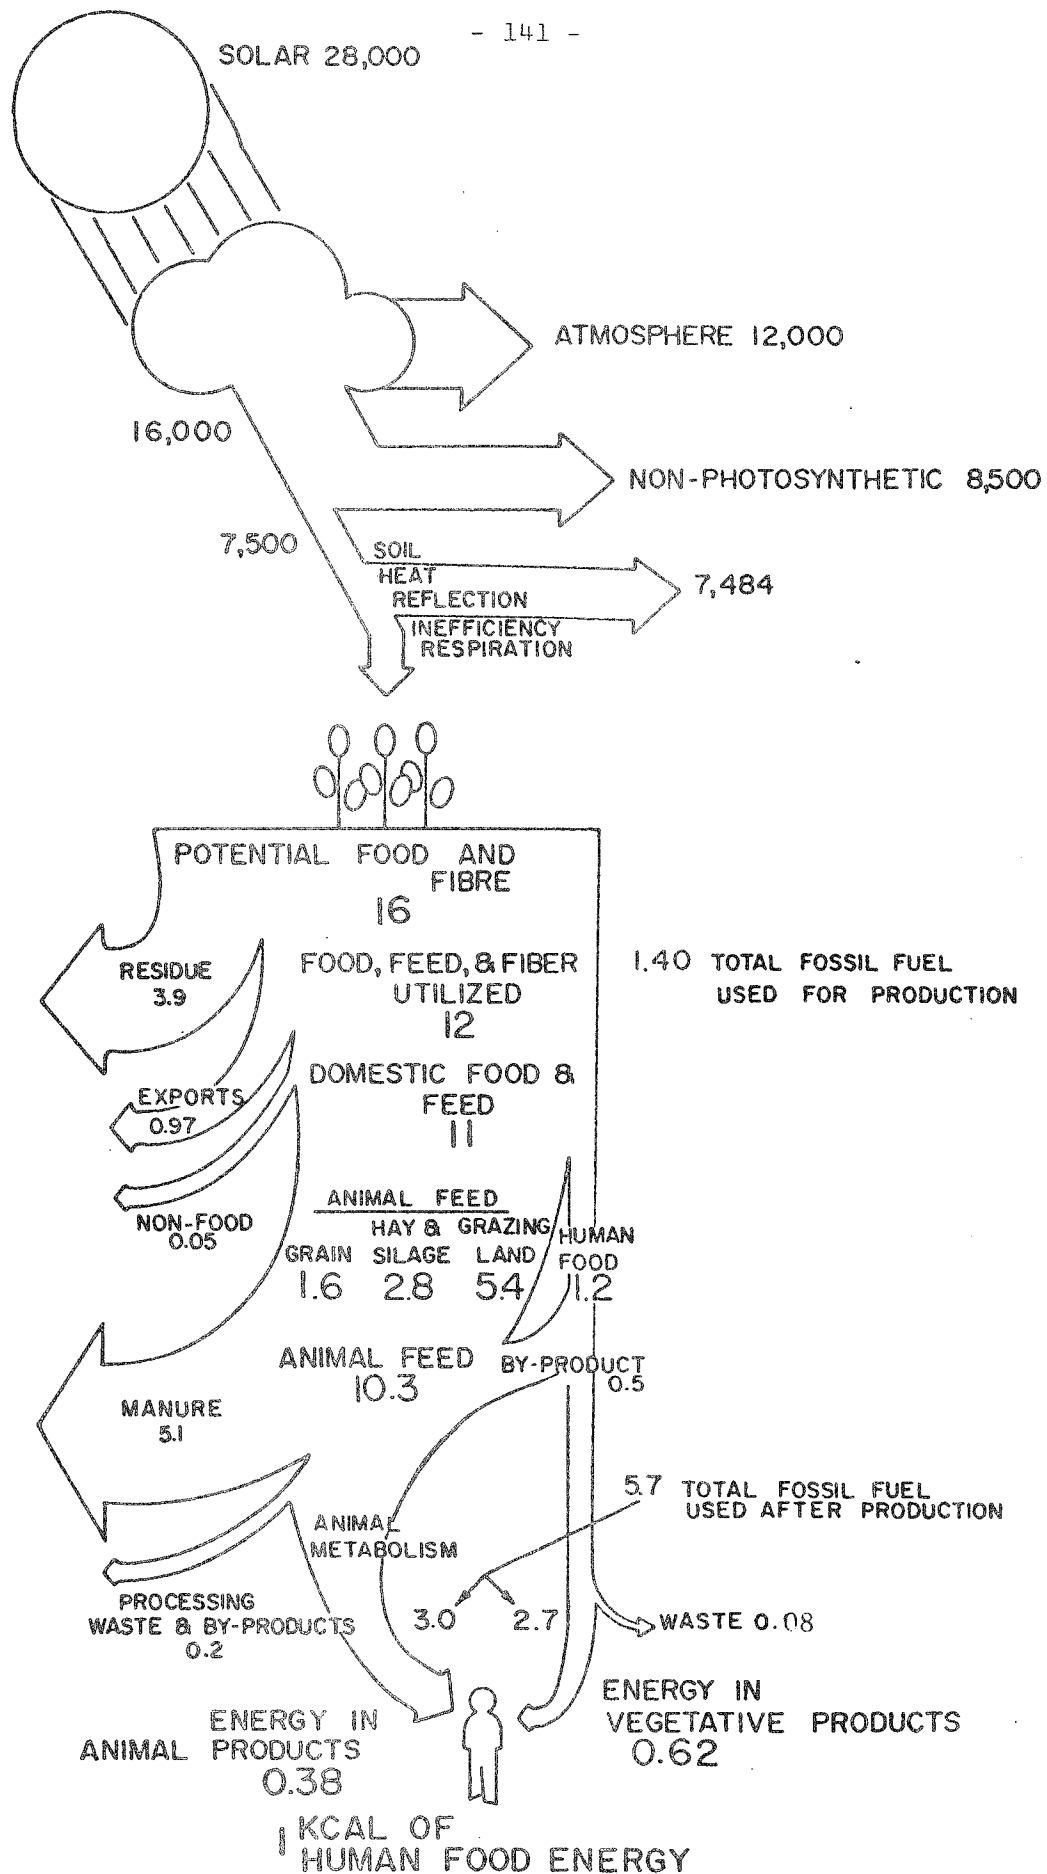 - 141 -
SOLAR 28,000
ATMOSPHERE 12,000
16,000
NON-PHOTOSYNTHETIC 8,500
7,500
SOIL
HEAT
REFLECTION
7,484
INEFFICIENCY
RESPIRATION
POTENTIAL FOOD AND
FIBRE
16
RESIDUE
3.9
FOOD, FEED, & FIBER
UTILIZED
12
1.40 TOTAL FOSSIL FUEL
USED FOR PRODUCTION
EXPORTS
0.97
DOMESTIC FOOD &
FEED
11
NON-FOOD
0.05
ANIMAL FEED
HAY & GRAZING
GRAIN SILAGE LAND
1.6 2.8 5.4
HUMAN
FOOD
1.2
ANIMAL FEED
10.3
BY-PRODUCT
0.5
MANURE
5.1
5.7 TOTAL FOSSIL FUEL
USED AFTER PRODUCTION
ANIMAL
METABOLISM
PROCESSING
WASTE & BY-PRODUCTS
0.2
3.0 2.7
WASTE 0.08
ENERGY IN
ANIMAL PRODUCTS
0.38
ENERGY IN
VEGETATIVE PRODUCTS
0.62
1 KCAL OF
HUMAN FOOD ENERGY